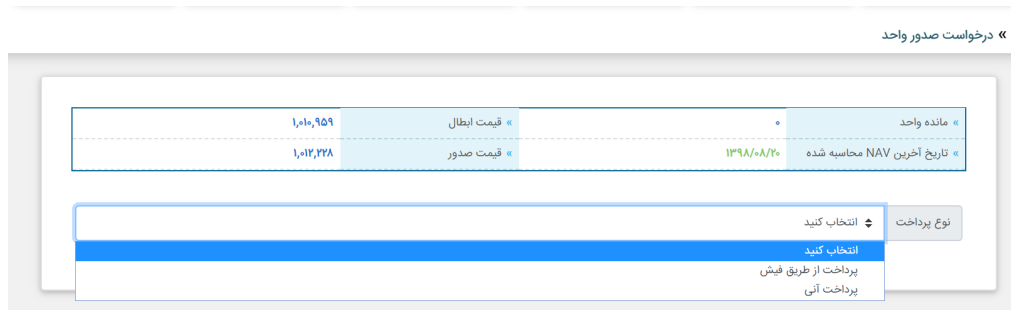 » درخواست صدور واحد
» مانده واحد ۰ » قیمت ابطال ۱,۰۱۰,۹۵۹
» تاریخ آخرین NAV محاسبه شده ۱۳۹۸/۰۸/۲۰ » قیمت صدور ۱,۰۱۲,۲۲۸
نوع پرداخت انتخاب کنید
انتخاب کنید
پرداخت از طریق فیش
پرداخت آنی